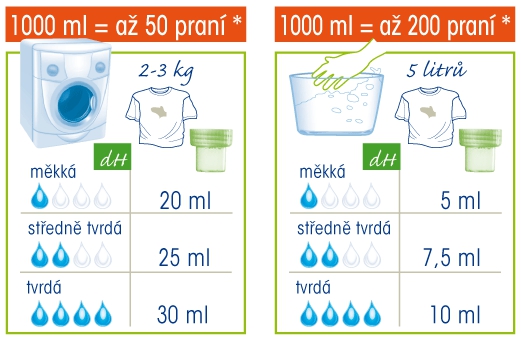 1000 ml = až 50 praní *
2-3 kg
dH
měkká
20 ml
středně tvrdá
25 ml
tvrdá
30 ml
1000 ml = až 200 praní *
5 litrů
dH
měkká
5 ml
středně tvrdá
7,5 ml
tvrdá
10 ml